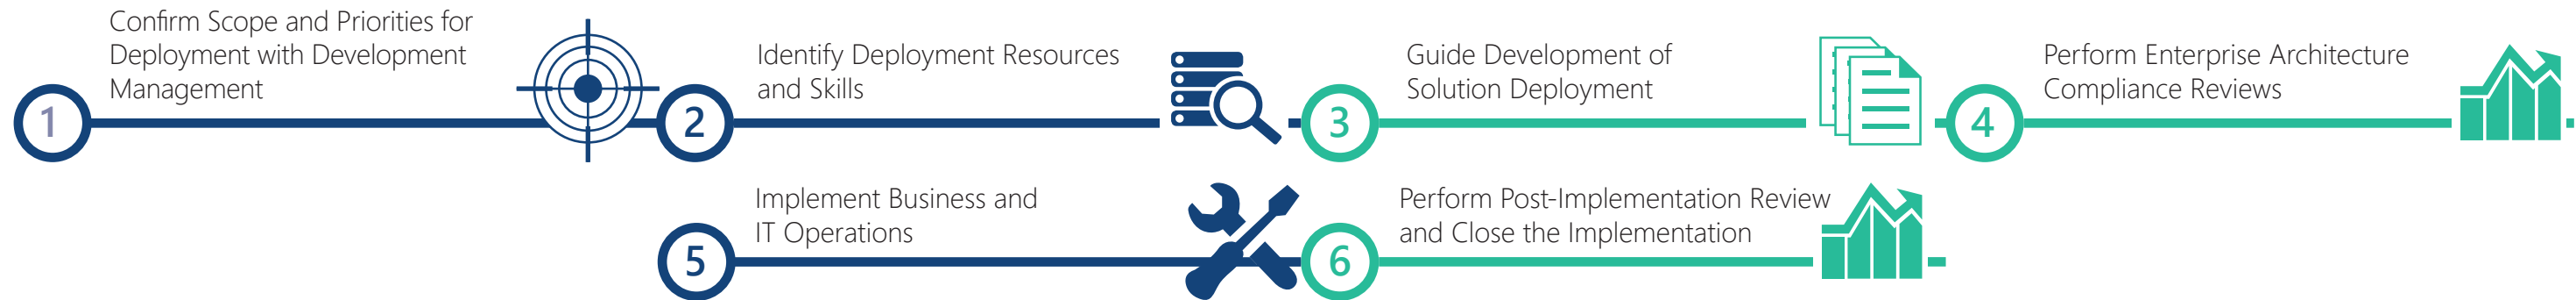 1
Confirm Scope and Priorities for
Deployment with Development
Management
2
Identify Deployment Resources
and Skills
3
Guide Development of
Solution Deployment
4
Perform Enterprise Architecture
Compliance Reviews
5
Implement Business and
IT Operations
6
Perform Post-Implementation Review
and Close the Implementation